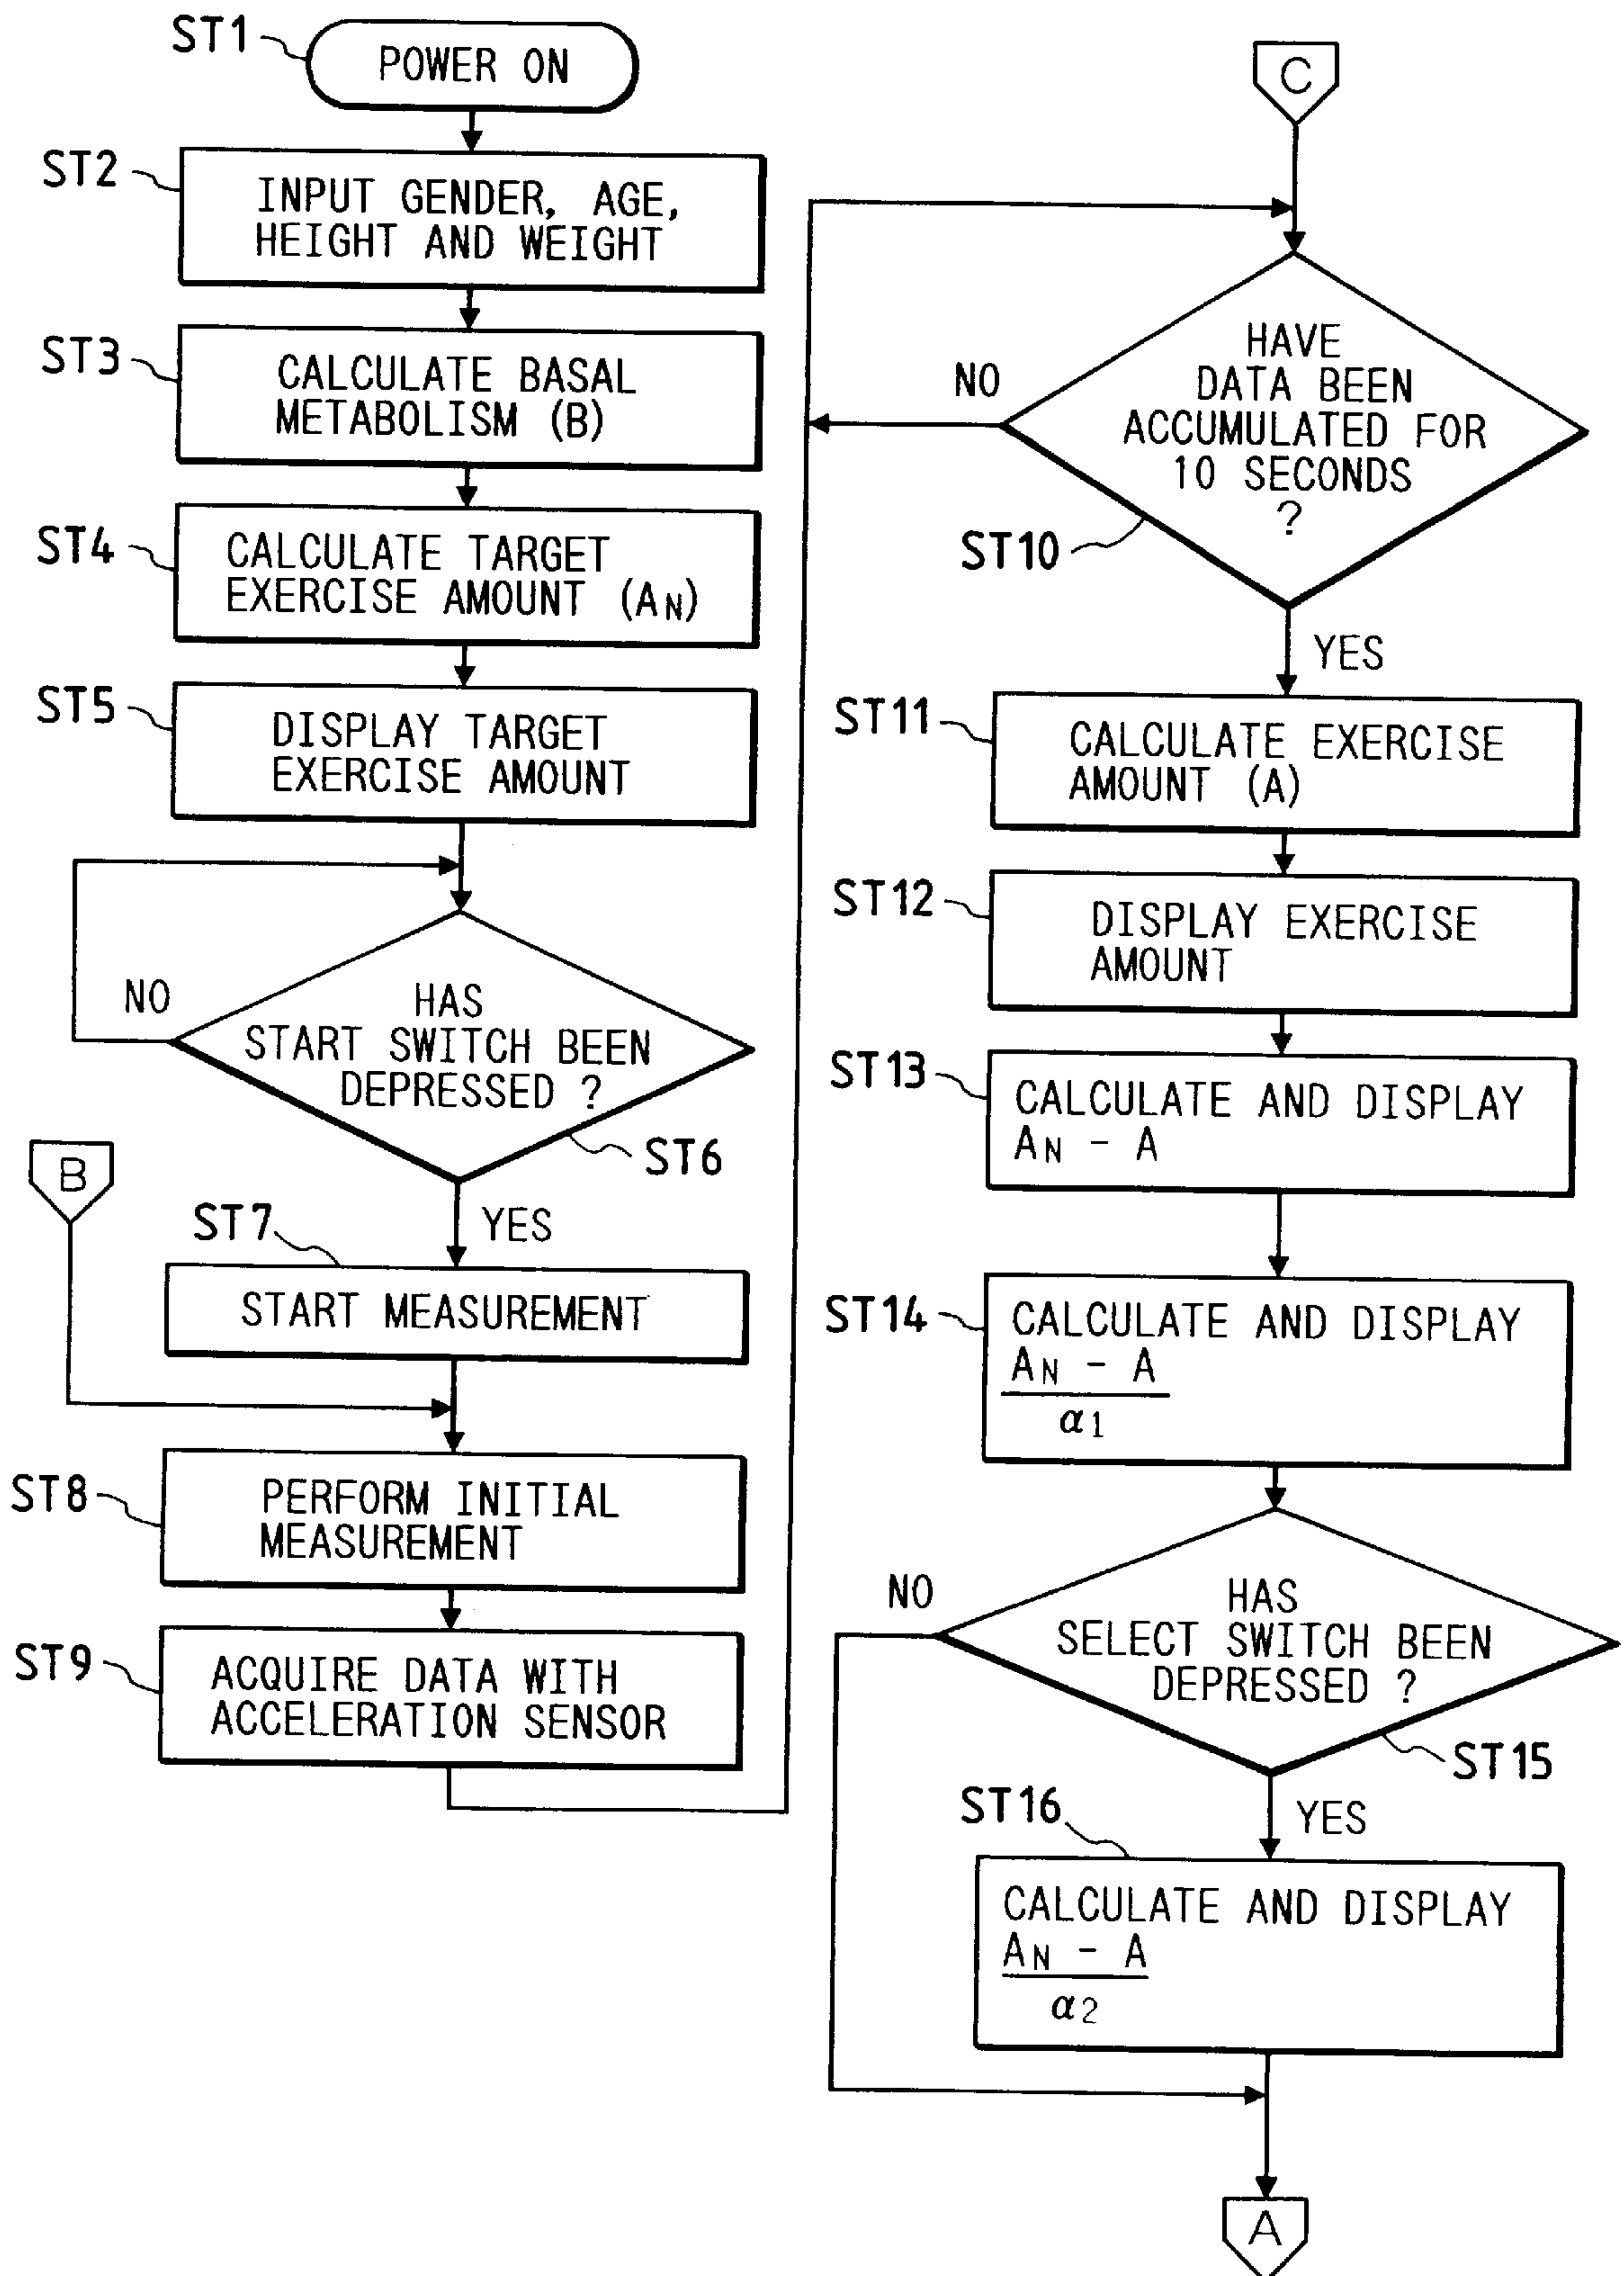 ST1
POWER ON
ST2
INPUT GENDER, AGE,
HEIGHT AND WEIGHT
ST3
CALCULATE BASAL
METABOLISM (B)
ST4
CALCULATE TARGET
EXERCISE AMOUNT (AN)
ST5
DISPLAY TARGET
EXERCISE AMOUNT
NO
HAS
START SWITCH BEEN
DEPRESSED ?
ST6
B
YES
ST7
START MEASUREMENT
ST8
PERFORM INITIAL
MEASUREMENT
ST9
ACQUIRE DATA WITH
ACCELERATION SENSOR
C
NO
HAVE
DATA BEEN
ACCUMULATED FOR
10 SECONDS
?
ST10
YES
ST11
CALCULATE EXERCISE
AMOUNT (A)
ST12
DISPLAY EXERCISE
AMOUNT
ST13
CALCULATE AND DISPLAY
AN - A
ST14
CALCULATE AND DISPLAY
AN - A
α1
NO
HAS
SELECT SWITCH BEEN
DEPRESSED ?
ST15
YES
ST16
CALCULATE AND DISPLAY
AN - A
α2
A